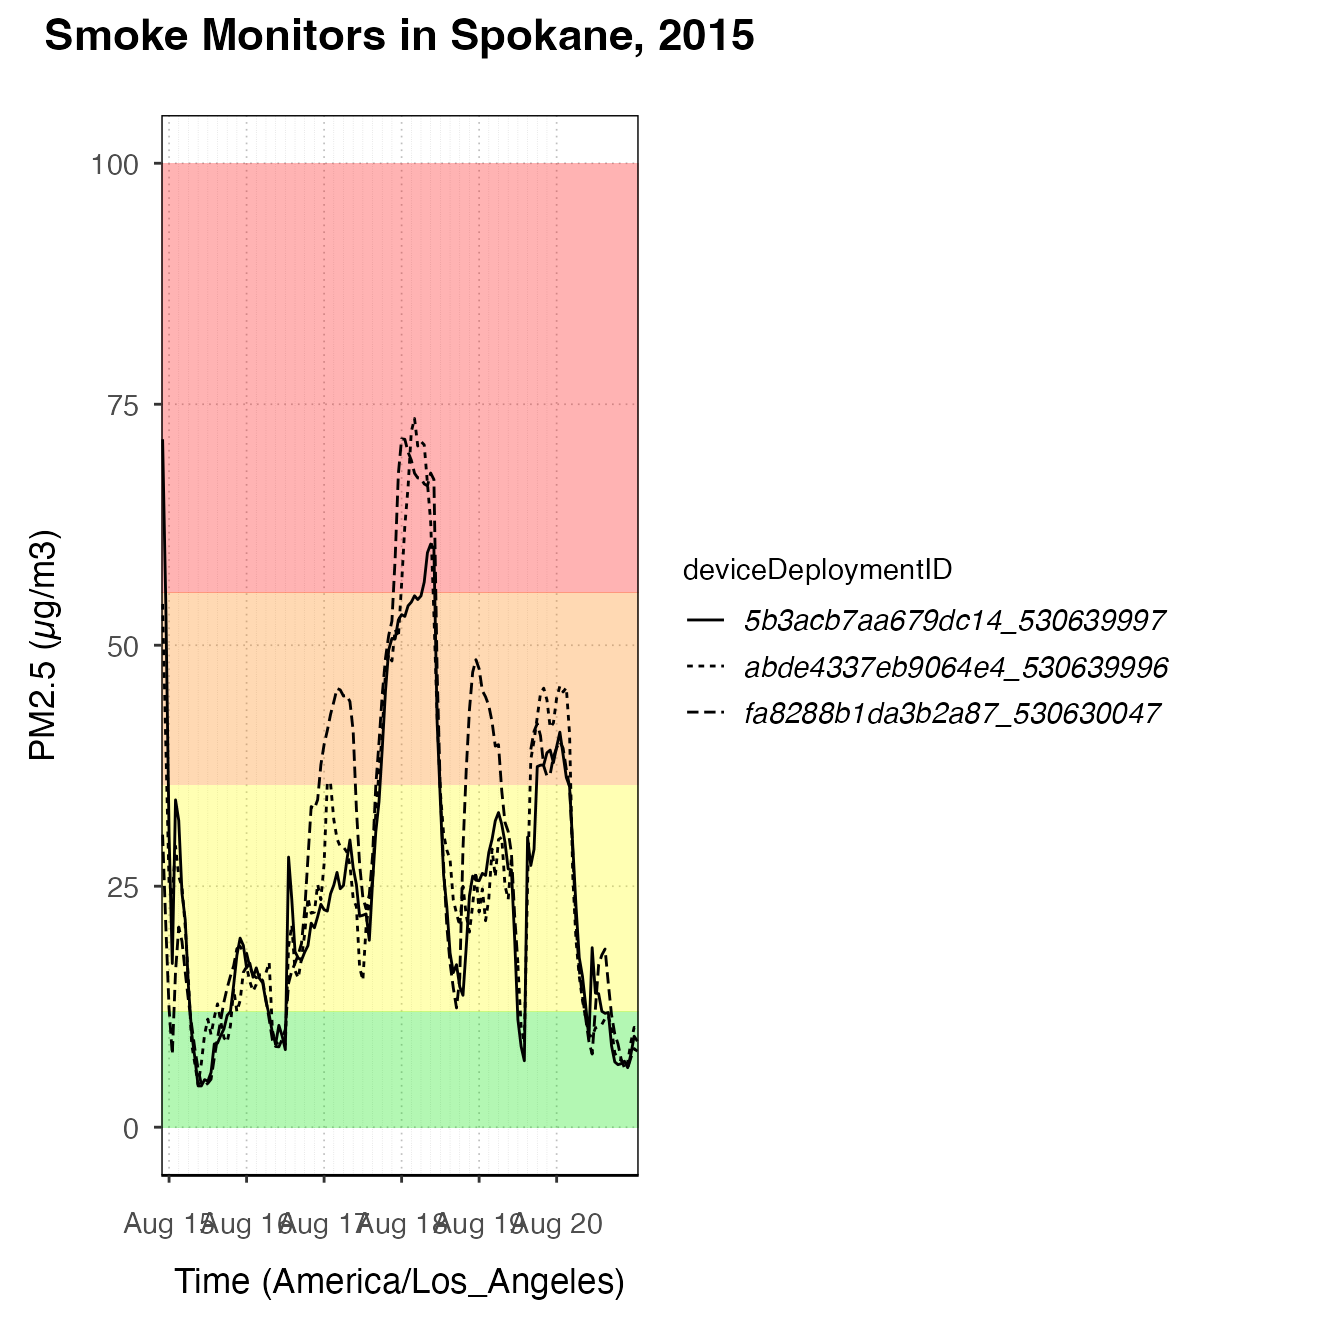 Smoke Monitors in Spokane, 2015
100
75
50
25
0
PM2.5 (µg/m3)
Aug 15 Aug 16 Aug 17 Aug 18 Aug 19 Aug 20
Time (America/Los_Angeles)
deviceDeploymentID
5b3acb7aa679dc14_530639997
abde4337eb9064e4_530639996
fa8288b1da3b2a87_530630047